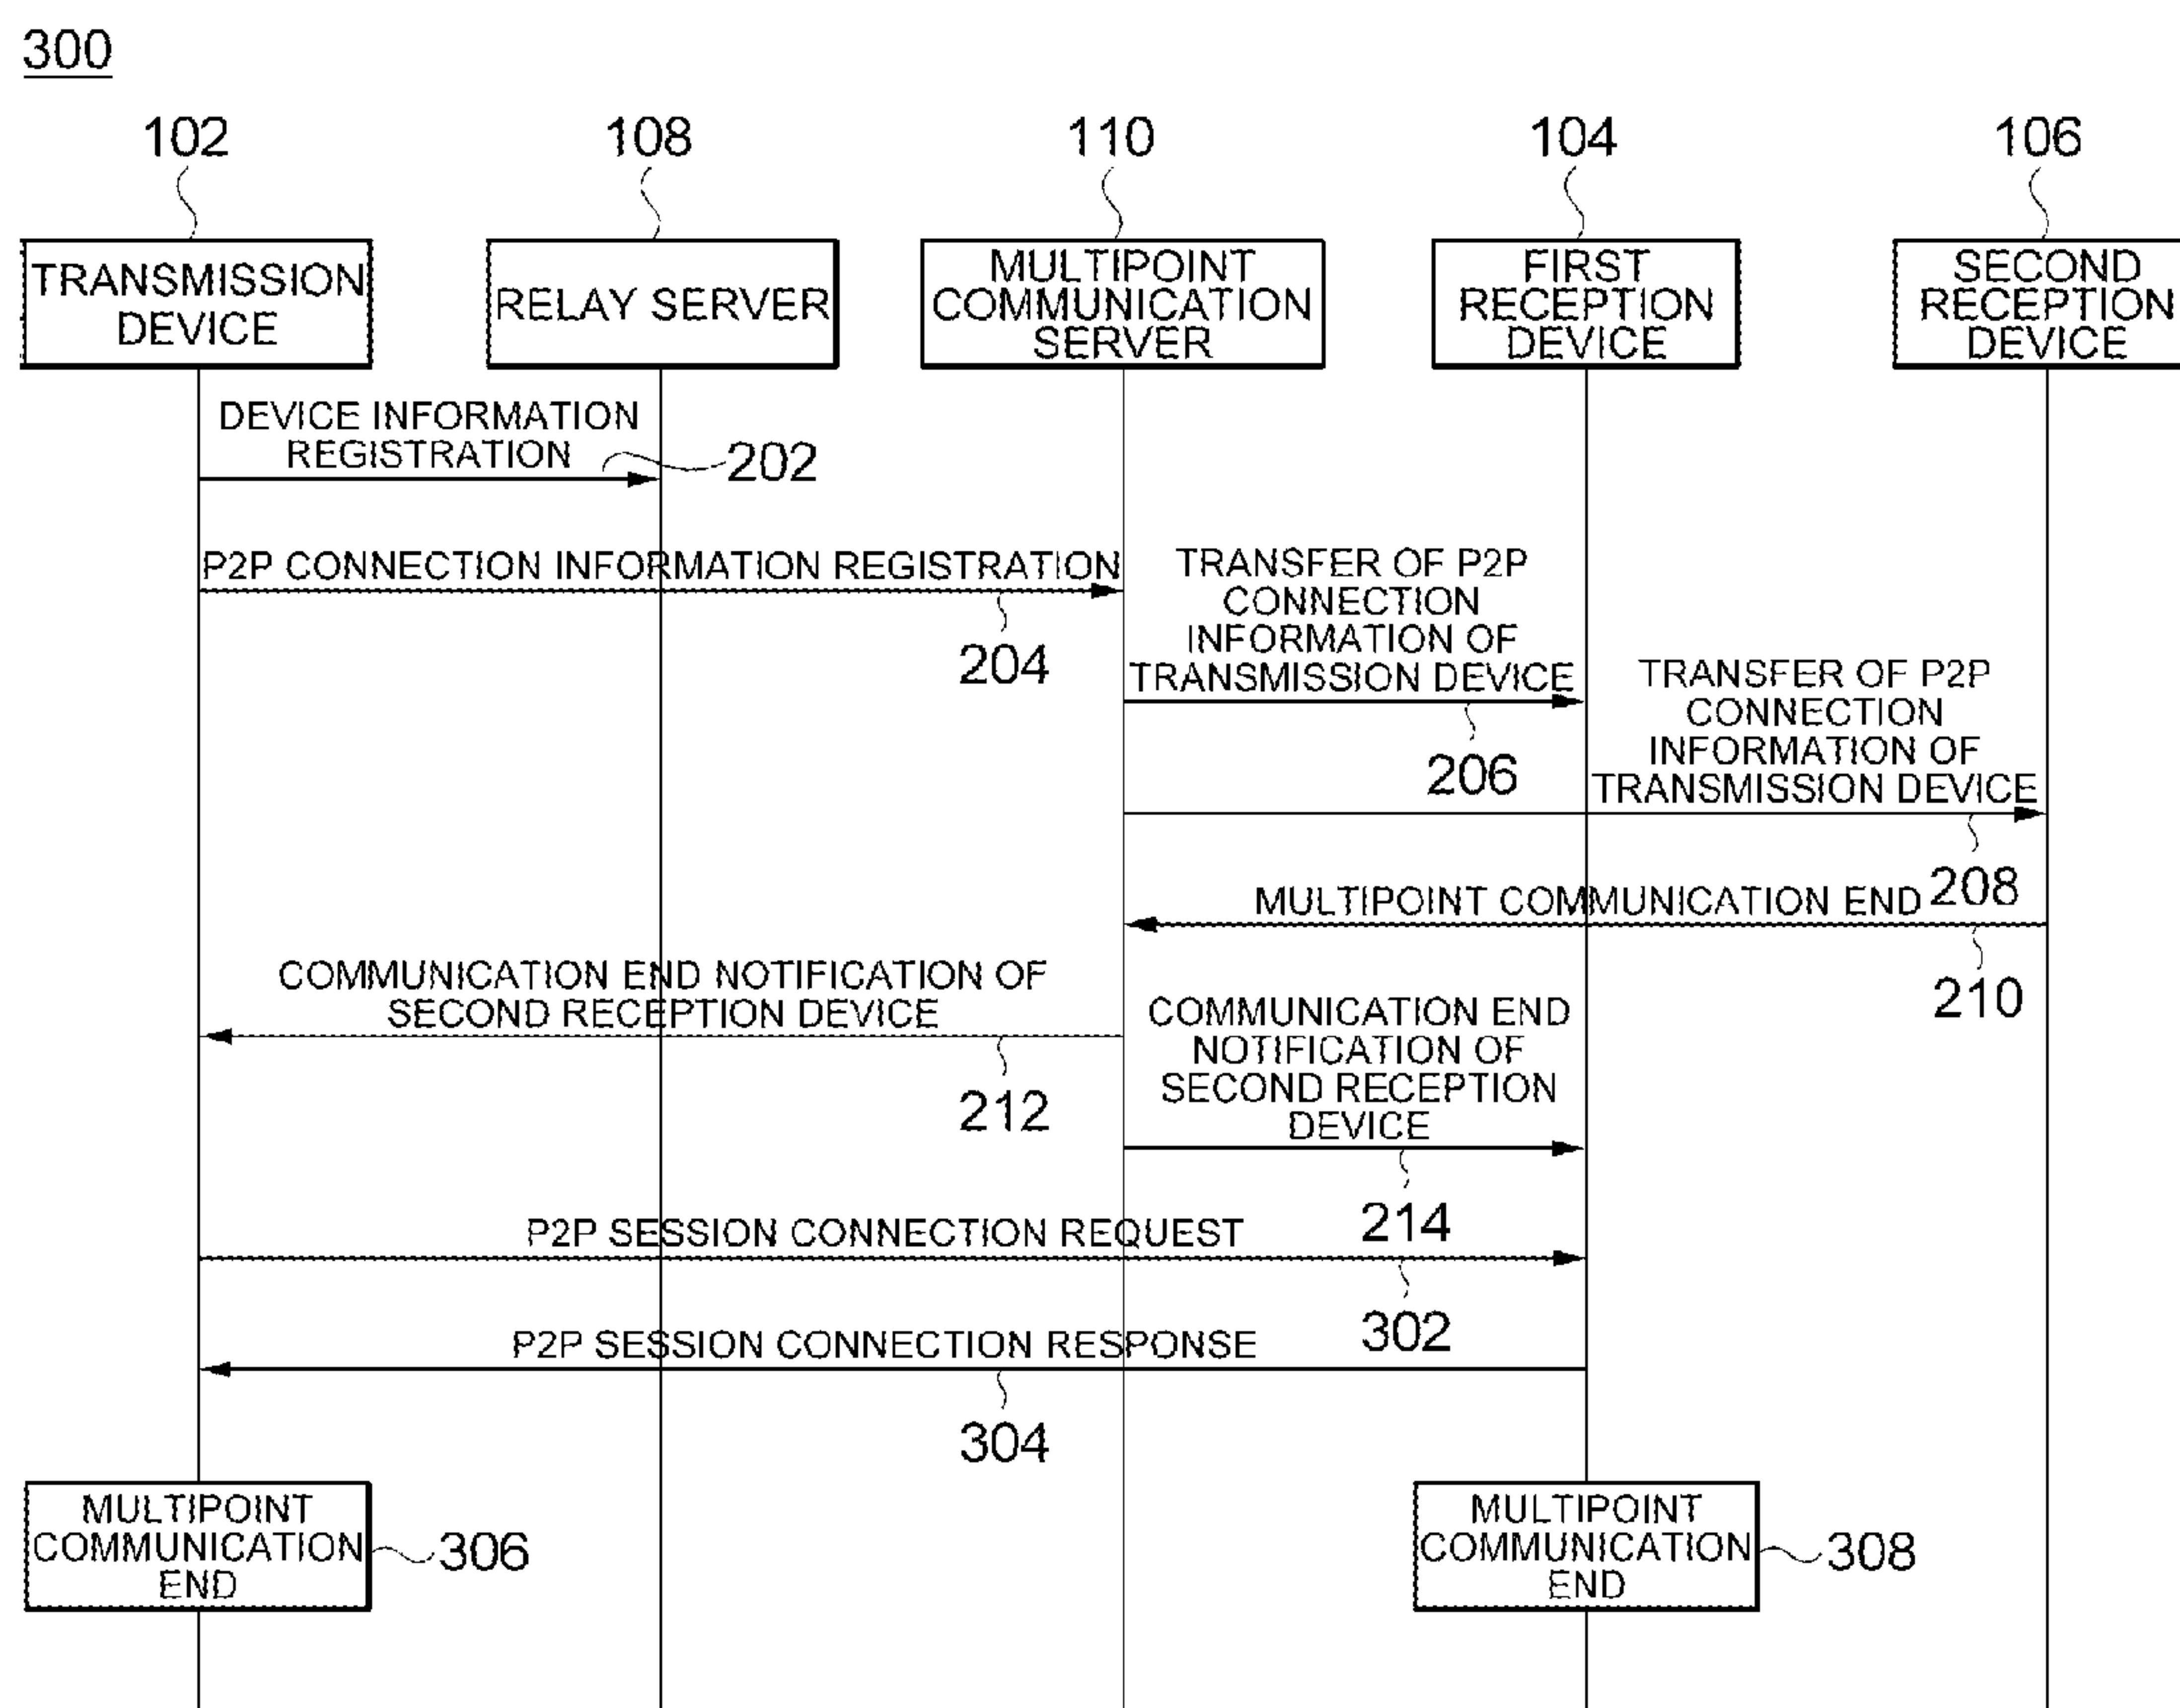 300
102
108
110
104
106
TRANSMISSION
DEVICE
RELAY SERVER
MULTIPOINT
COMMUNICATION
SERVER
FIRST
RECEPTION
DEVICE
SECOND
RECEPTION
DEVICE
DEVICE INFORMATION
REGISTRATION
202
P2P CONNECTION INFORMATION REGISTRATION
204
TRANSFER OF P2P
CONNECTION
INFORMATION OF
TRANSMISSION DEVICE
206
TRANSFER OF P2P
CONNECTION
INFORMATION OF
TRANSMISSION DEVICE
208
MULTIPOINT COMMUNICATION END
210
COMMUNICATION END NOTIFICATION OF
SECOND RECEPTION DEVICE
212
COMMUNICATION END
NOTIFICATION OF
SECOND RECEPTION
DEVICE
214
P2P SESSION CONNECTION REQUEST
302
P2P SESSION CONNECTION RESPONSE
304
MULTIPOINT
COMMUNICATION
END
306
MULTIPOINT
COMMUNICATION
END
308